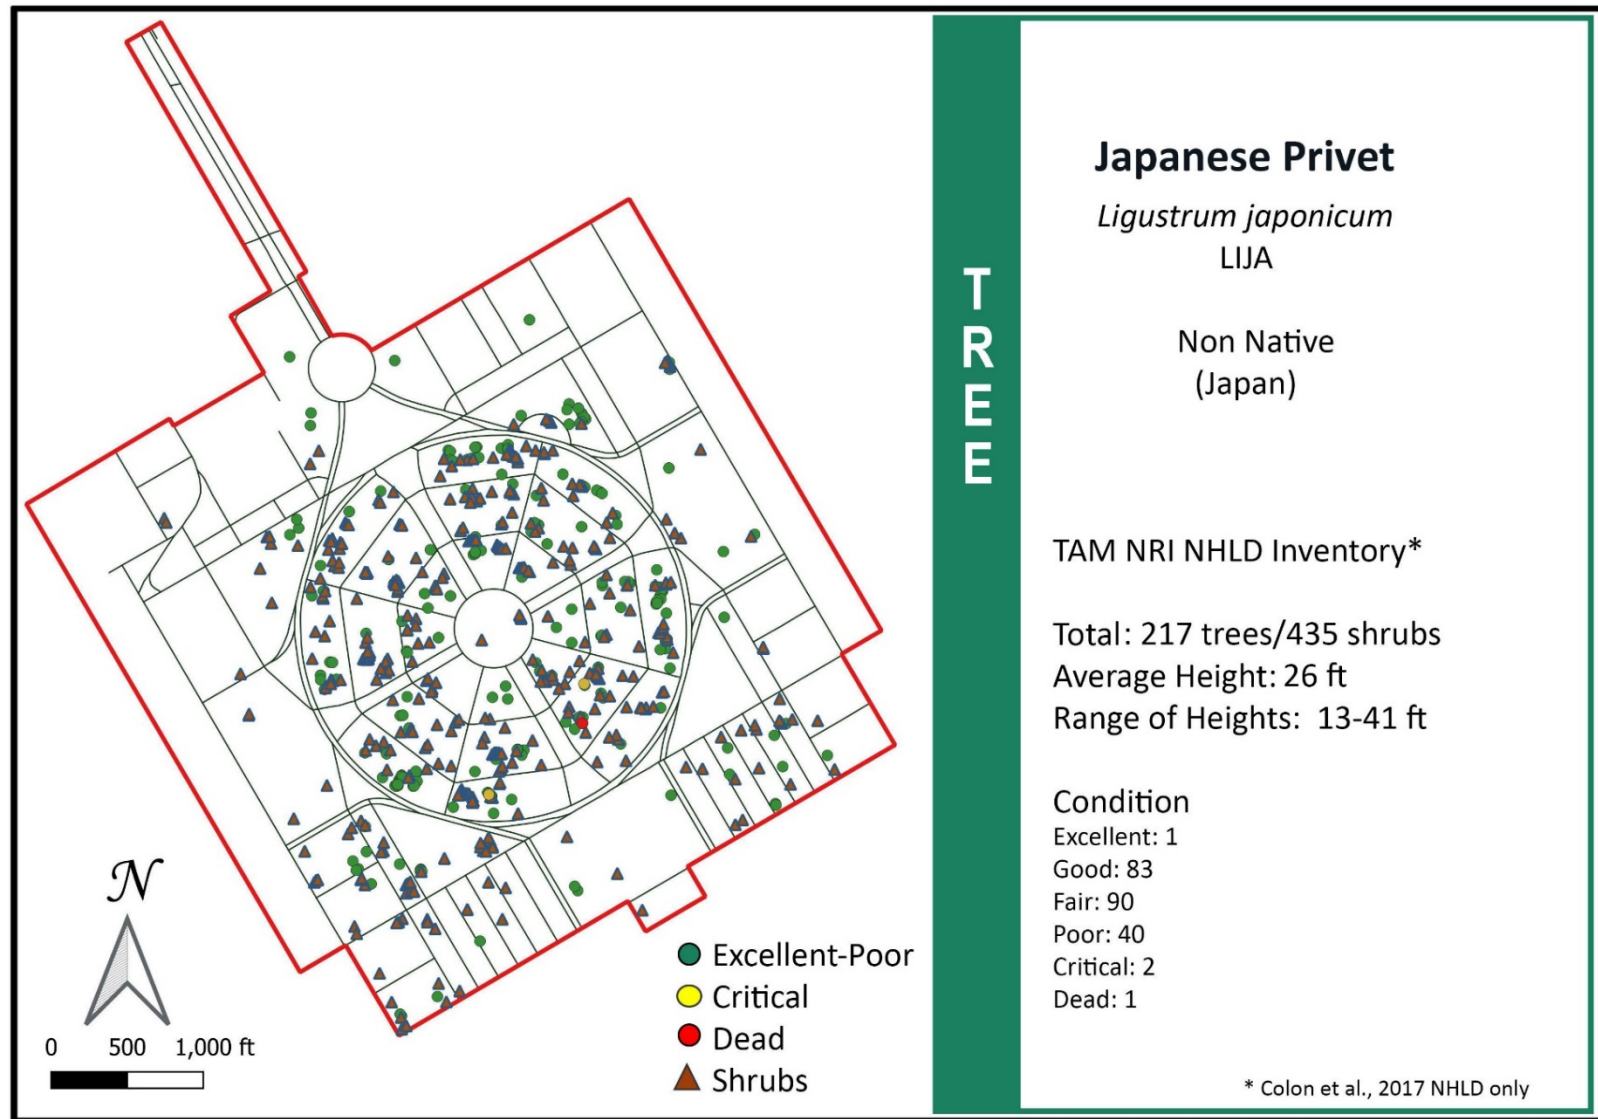 N
0 500 1,000 ft
Excellent-Poor
Critical
Dead
Shrubs
TREE
Japanese Privet
Ligustrum japonicum
LIJA
Non Native
(Japan)
TAM NRI NHLD Inventory*
Total: 217 trees/435 shrubs
Average Height: 26 ft
Range of Heights: 13-41 ft
Condition
Excellent: 1
Good: 83
Fair: 90
Poor: 40
Critical: 2
Dead: 1
* Colon et al., 2017 NHLD only